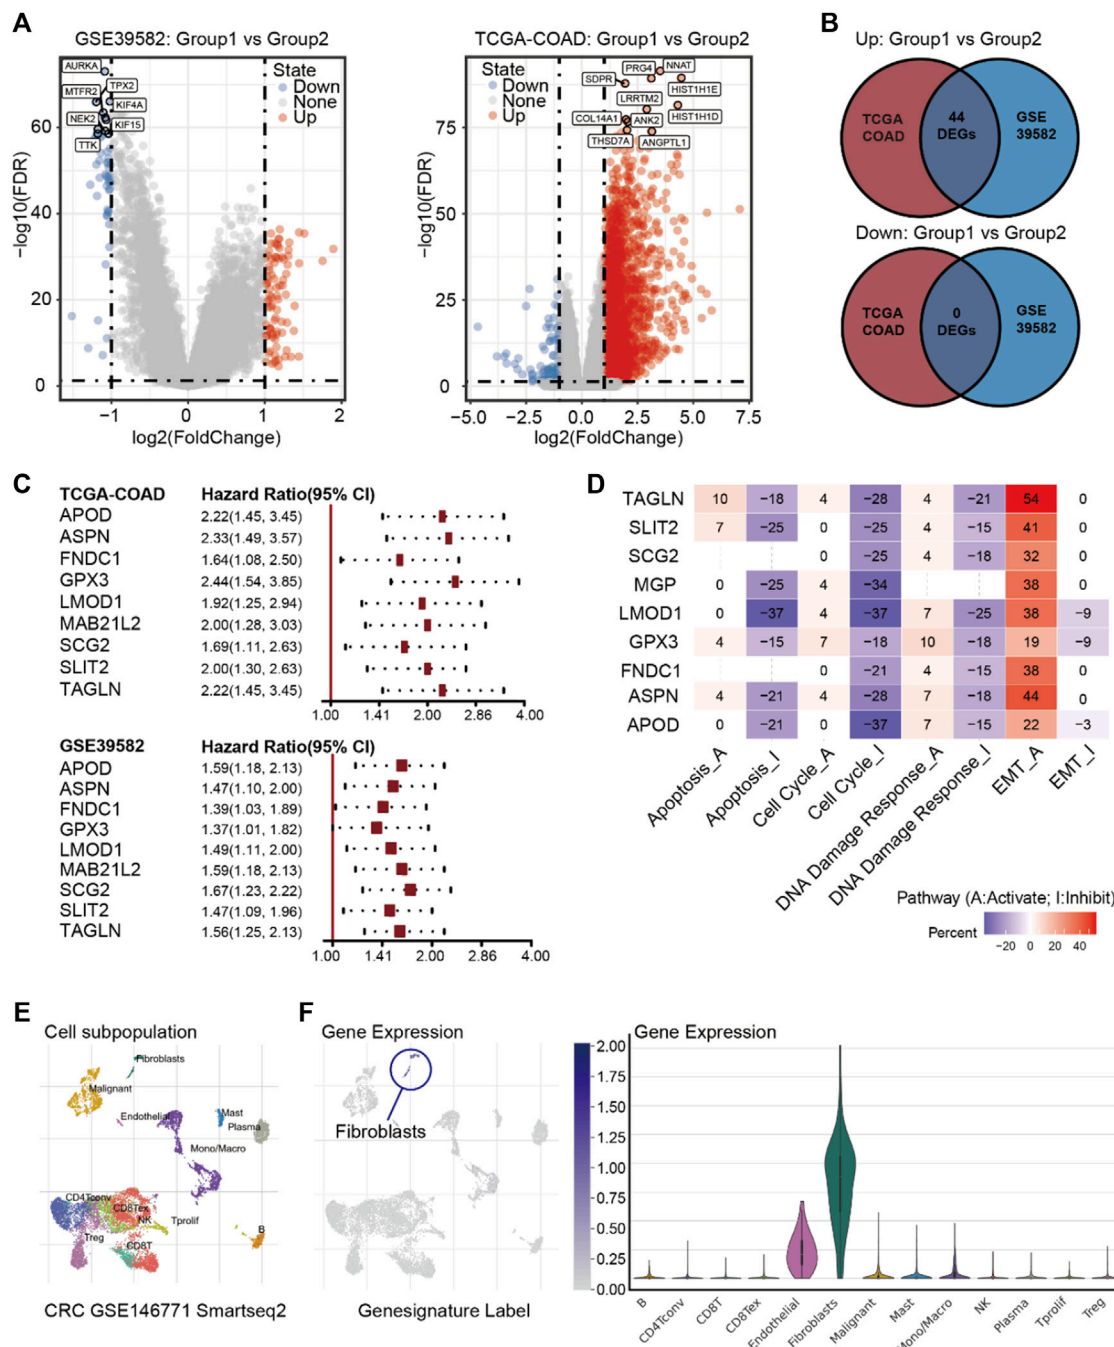 A
GSE39582: Group1 vs Group2
State
Down
None
Up
AURKA
TPX2
MTFR2
KIF4A
NEK2
KIF15
TTK
−log10(FDR)
60
40
20
0
−1
0
1
2
log2(FoldChange)
TCGA-COAD: Group1 vs Group2
State
Down
None
Up
PRG4
NNAT
SDPR
HIST1H1E
LRRTM2
HIST1H1D
COL14A1
ANK2
THSD7A
ANGPTL1
−log10(FDR)
75
50
25
0
−5.0
−2.5
0.0
2.5
5.0
7.5
log2(FoldChange)
B
Up: Group1 vs Group2
TCGA
COAD
44
DEGs
GSE
39582
Down: Group1 vs Group2
TCGA
COAD
0
DEGs
GSE
39582
C
TCGA-COAD Hazard Ratio(95% CI)
APOD 2.22(1.45, 3.45)
ASPN 2.33(1.49, 3.57)
FNDC1 1.64(1.08, 2.50)
GPX3 2.44(1.54, 3.85)
LMOD1 1.92(1.25, 2.94)
MAB21L2 2.00(1.28, 3.03)
SCG2 1.69(1.11, 2.63)
SLIT2 2.00(1.30, 2.63)
TAGLN 2.22(1.45, 3.45)
1.00 1.41 2.00 2.86 4.00
GSE39582 Hazard Ratio(95% CI)
APOD 1.59(1.18, 2.13)
ASPN 1.47(1.10, 2.00)
FNDC1 1.39(1.03, 1.89)
GPX3 1.37(1.01, 1.82)
LMOD1 1.49(1.11, 2.00)
MAB21L2 1.59(1.18, 2.13)
SCG2 1.67(1.23, 2.22)
SLIT2 1.47(1.09, 1.96)
TAGLN 1.56(1.25, 2.13)
1.00 1.41 2.00 2.86 4.00
D
TAGLN 10 −18 4 −28 4 −21 54 0
SLIT2 7 −25 0 −25 4 −15 41 0
SCG2 0 −25 4 −18 32 0
MGP 0 −25 4 −34 38 0
LMOD1 0 −37 4 −37 7 −25 38 −9
GPX3 4 −15 7 −18 10 −18 19 −9
FNDC1 0 −21 4 −15 38 0
ASPN 4 −21 4 −28 7 −18 44 0
APOD 0 −21 0 −37 7 −15 22 −3
Apoptosis_A
Apoptosis_I
Cell Cycle_A
Cell Cycle_I
DNA Damage Response_A
DNA Damage Response_I
EMT_A
EMT_I
Pathway (A:Activate; I:Inhibit)
Percent
−20 0 20 40
E
Cell subpopulation
Fibroblasts
Malignant
Endothelial
Mast
Plasma
Mono/Macro
CD4Tconv
CD8Tex
NK
Tprolif
B
Treg
CD8T
CRC GSE146771 Smartseq2
F
Gene Expression
Fibroblasts
Genesignature Label
2.00
1.75
1.50
1.25
1.00
0.75
0.50
0.25
0.00
Gene Expression
B
CD4Tconv
CD8T
CD8Tex
Endothelial
Fibroblasts
Malignant
Mast
Mono/Macro
NK
Plasma
Tprolif
Treg